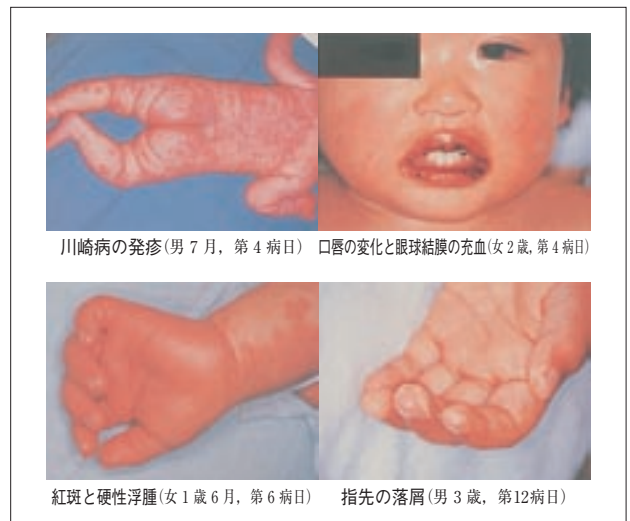 川崎病の発疹(男7月，第4病日)
口唇の変化と眼球結膜の充血(女2歳，第4病日)
紅斑と硬性浮腫(女1歳6月，第6病日)
指先の落屑(男3歳，第12病日)